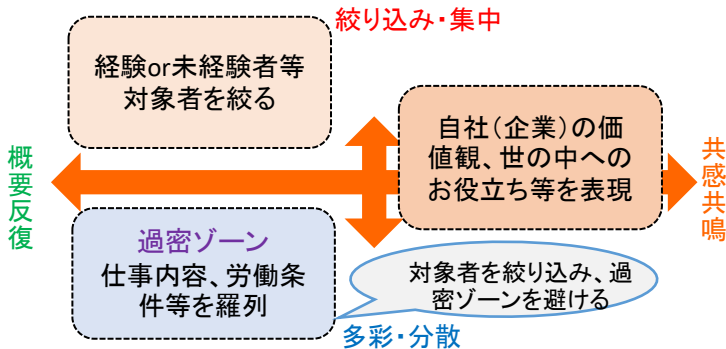 絞り込み・集中
経験or未経験者等
対象者を絞る
自社(企業)の価
値観、世の中への
お役立ち等を表現
概要反復
共感共鳴
過密ゾーン
仕事内容、労働条
件等を羅列
対象者を絞り込み、過
密ゾーンを避ける
多彩・分散